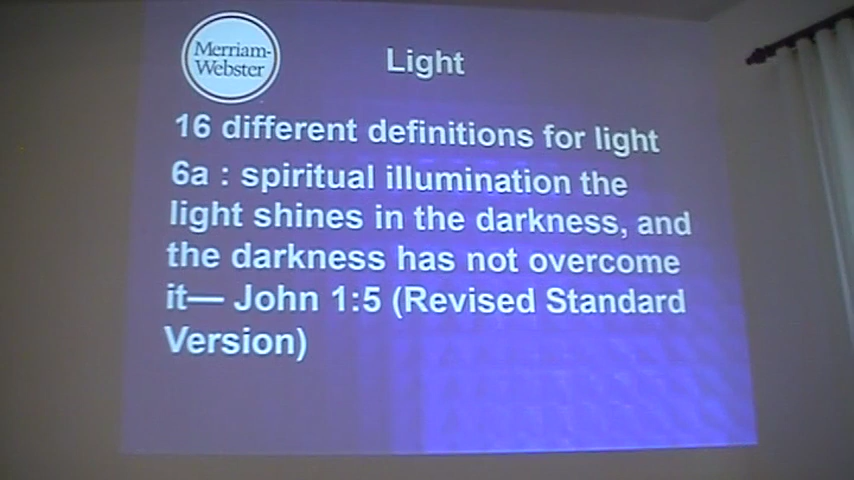 Merriam-
Webster
Light
16 different definitions for light
6a : spiritual illumination the
light shines in the darkness, and
the darkness has not overcome
it— John 1:5 (Revised Standard
Version)